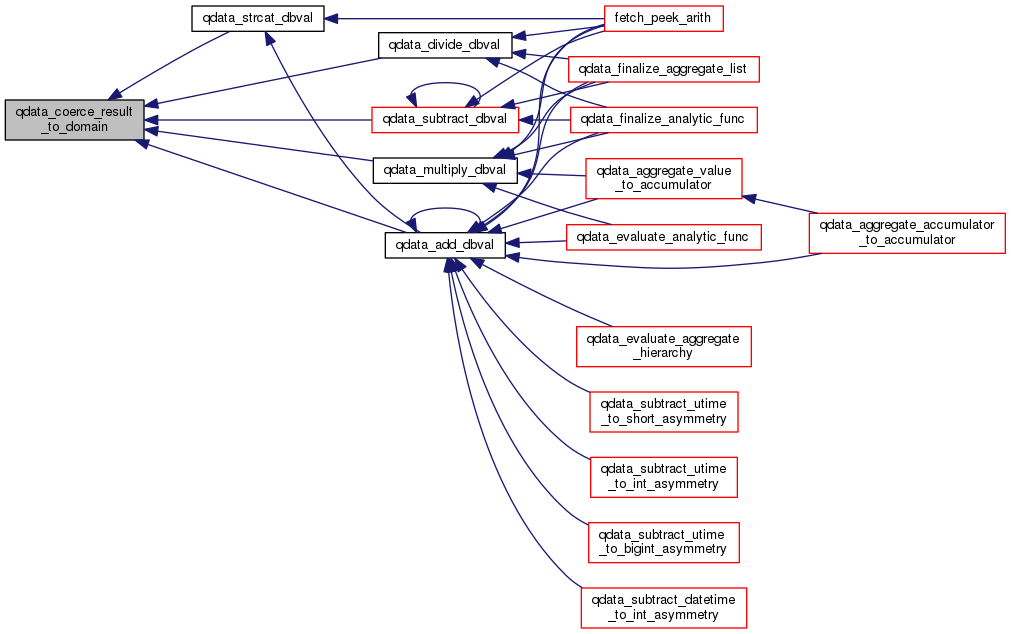 qdata_strcat_dbval
fetch_peek_arith
qdata_divide_dbval
qdata_finalize_aggregate_list
qdata_coerce_result
_to_domain
qdata_subtract_dbval
qdata_finalize_analytic_func
qdata_multiply_dbval
qdata_aggregate_value
_to_accumulator
qdata_aggregate_accumulator
_to_accumulator
qdata_add_dbval
qdata_evaluate_analytic_func
qdata_evaluate_aggregate
_hierarchy
qdata_subtract_utime
_to_short_asymmetry
qdata_subtract_utime
_to_int_asymmetry
qdata_subtract_utime
_to_bigint_asymmetry
qdata_subtract_datetime
_to_int_asymmetry